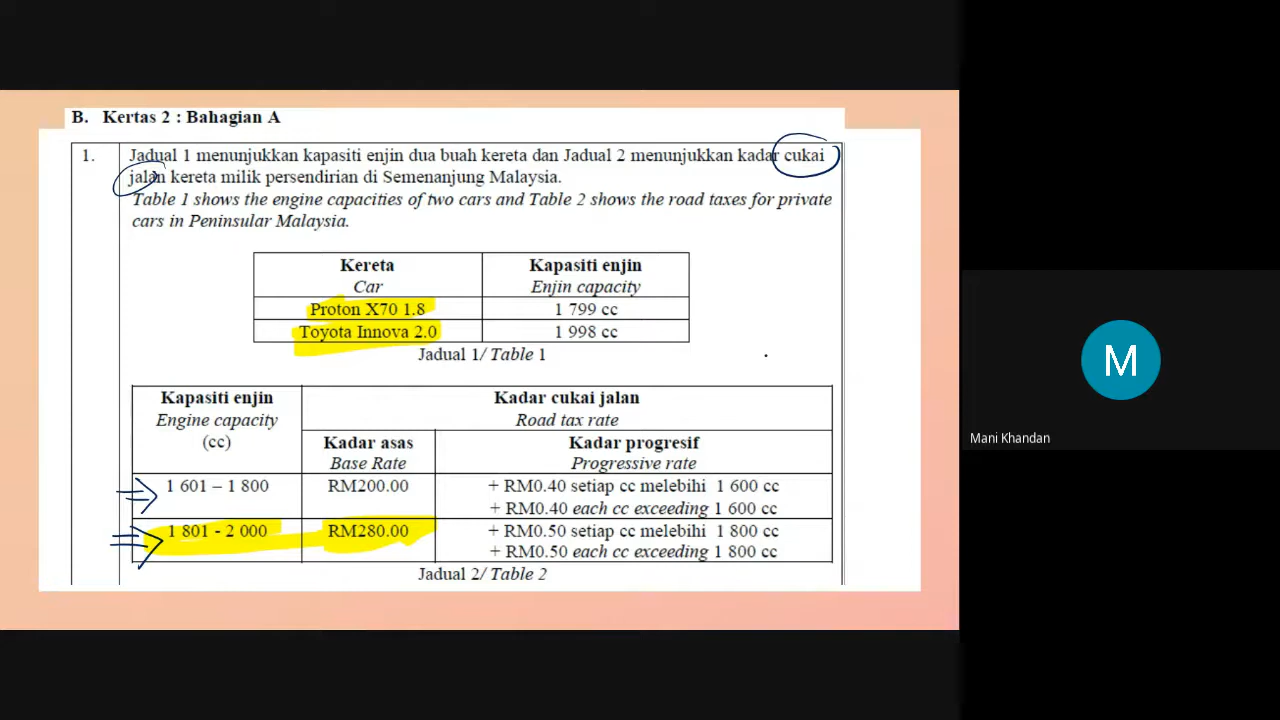 B. Kertas 2 : Bahagian A
1. Jadual 1 menunjukkan kapasiti enjin dua buah kereta dan Jadual 2 menunjukkan kadar cukai
jalan kereta milik persendirian di Semenanjung Malaysia.
Table 1 shows the engine capacities of two cars and Table 2 shows the road taxes for private
cars in Peninsular Malaysia.
Kereta Kapasiti enjin
Car Enjin capacity
Proton X70 1.8 1 799 cc
Toyota Innova 2.0 1 998 cc
Jadual 1/ Table 1
Kapasiti enjin Kadar cukai jalan
Engine capacity Road tax rate
(cc) Kadar asas Kadar progresif
Base Rate Progressive rate
1 601 – 1 800 RM200.00 + RM0.40 setiap cc melebihi 1 600 cc
+ RM0.40 each cc exceeding 1 600 cc
1 801 - 2 000 RM280.00 + RM0.50 setiap cc melebihi 1 800 cc
+ RM0.50 each cc exceeding 1 800 cc
Jadual 2/ Table 2
M
Mani Khandan